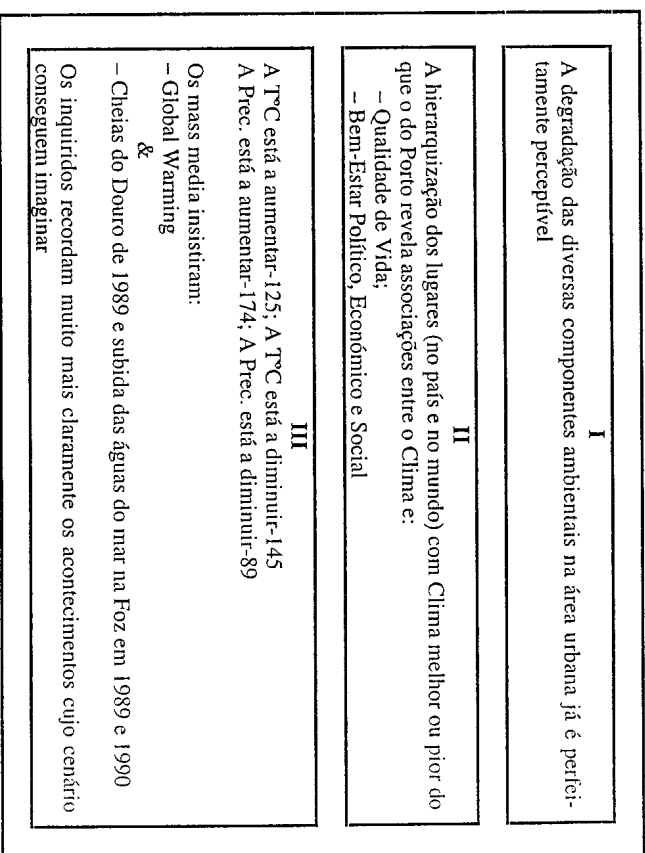 I
A degradação das diversas componentes ambientais na área urbana já é perfei-
tamente perceptível
II
A hierarquização dos lugares (no país e no mundo) com Clima melhor ou pior do
que o do Porto revela associações entre o Clima e:
– Qualidade de Vida;
– Bem-Estar Político, Económico e Social
III
A TºC está a aumentar-125; A TºC está a diminuir-145
A Prec. está a aumentar-174; A Prec. está a diminuir-89
Os mass media insistiram:
– Global Warming
&
– Cheias do Douro de 1989 e subida das águas do mar na Foz em 1989 e 1990
Os inquiridos recordam muito mais claramente os acontecimentos cujo cenário
conseguem imaginar